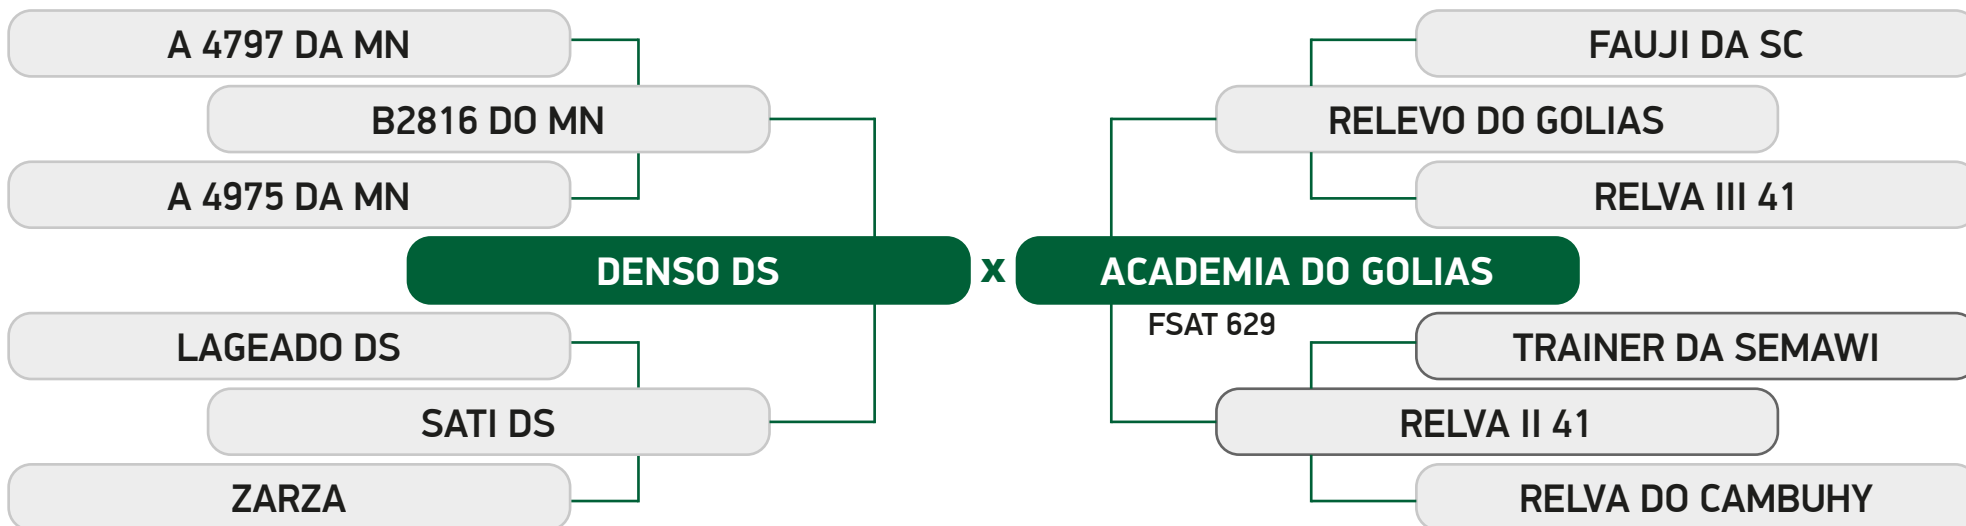 A 4797 DA MN
FAUJI DA SC
B2816 DO MN
RELEVO DO GOLIAS
A 4975 DA MN
RELVA III 41
DENSO DS
x
ACADEMIA DO GOLIAS
FSAT 629
LAGEADO DS
TRAINER DA SEMAWI
SATI DS
RELVA II 41
ZARZA
RELVA DO CAMBUHY